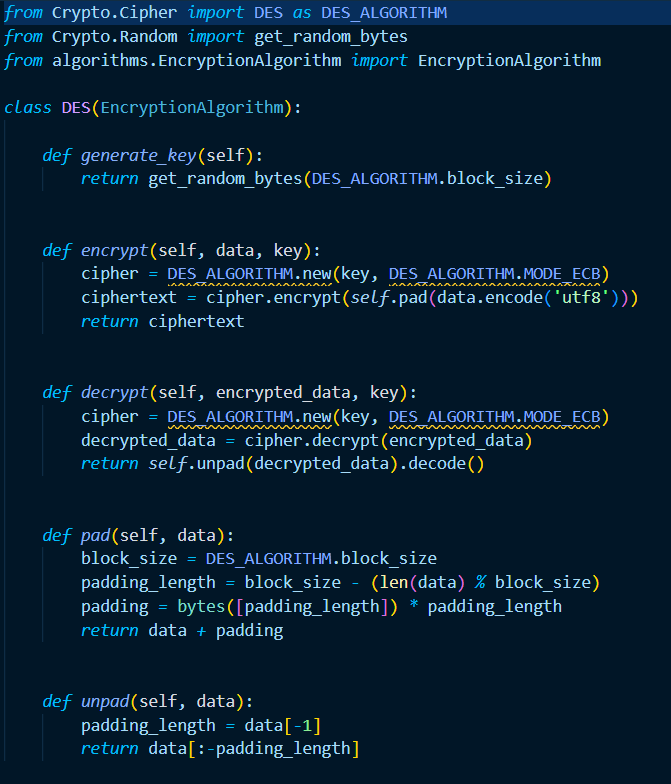 from Crypto.Cipher import DES as DES_ALGORITHM
from Crypto.Random import get_random_bytes
from algorithms.EncryptionAlgorithm import EncryptionAlgorithm

class DES(EncryptionAlgorithm):

    def generate_key(self):
        return get_random_bytes(DES_ALGORITHM.block_size)


    def encrypt(self, data, key):
        cipher = DES_ALGORITHM.new(key, DES_ALGORITHM.MODE_ECB)
        ciphertext = cipher.encrypt(self.pad(data.encode('utf8')))
        return ciphertext


    def decrypt(self, encrypted_data, key):
        cipher = DES_ALGORITHM.new(key, DES_ALGORITHM.MODE_ECB)
        decrypted_data = cipher.decrypt(encrypted_data)
        return self.unpad(decrypted_data).decode()


    def pad(self, data):
        block_size = DES_ALGORITHM.block_size
        padding_length = block_size - (len(data) % block_size)
        padding = bytes([padding_length]) * padding_length
        return data + padding


    def unpad(self, data):
        padding_length = data[-1]
        return data[:-padding_length]